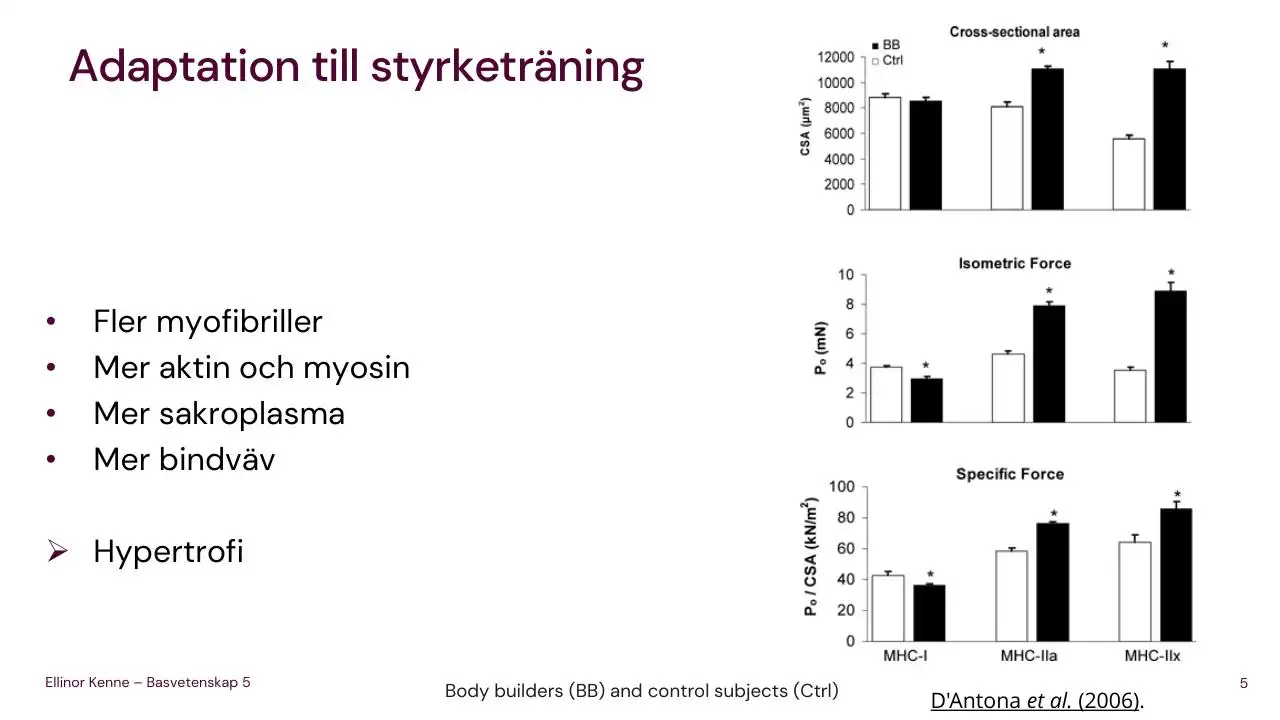 Adaptation till styrketräning
• Fler myofibriller
• Mer aktin och myosin
• Mer sakroplasma
• Mer bindväv
➢ Hypertrofi
Cross-sectional area
BB
Ctrl
CSA (µm²)
12000
10000
8000
6000
4000
2000
0
*
*
Isometric Force
P₀ (mN)
10
8
6
4
2
0
*
*
*
Specific Force
P₀ / CSA (kN/m²)
100
80
60
40
20
0
*
*
*
MHC-I MHC-IIa MHC-IIx
Ellinor Kenne – Basvetenskap 5
Body builders (BB) and control subjects (Ctrl)
D'Antona et al. (2006).
5